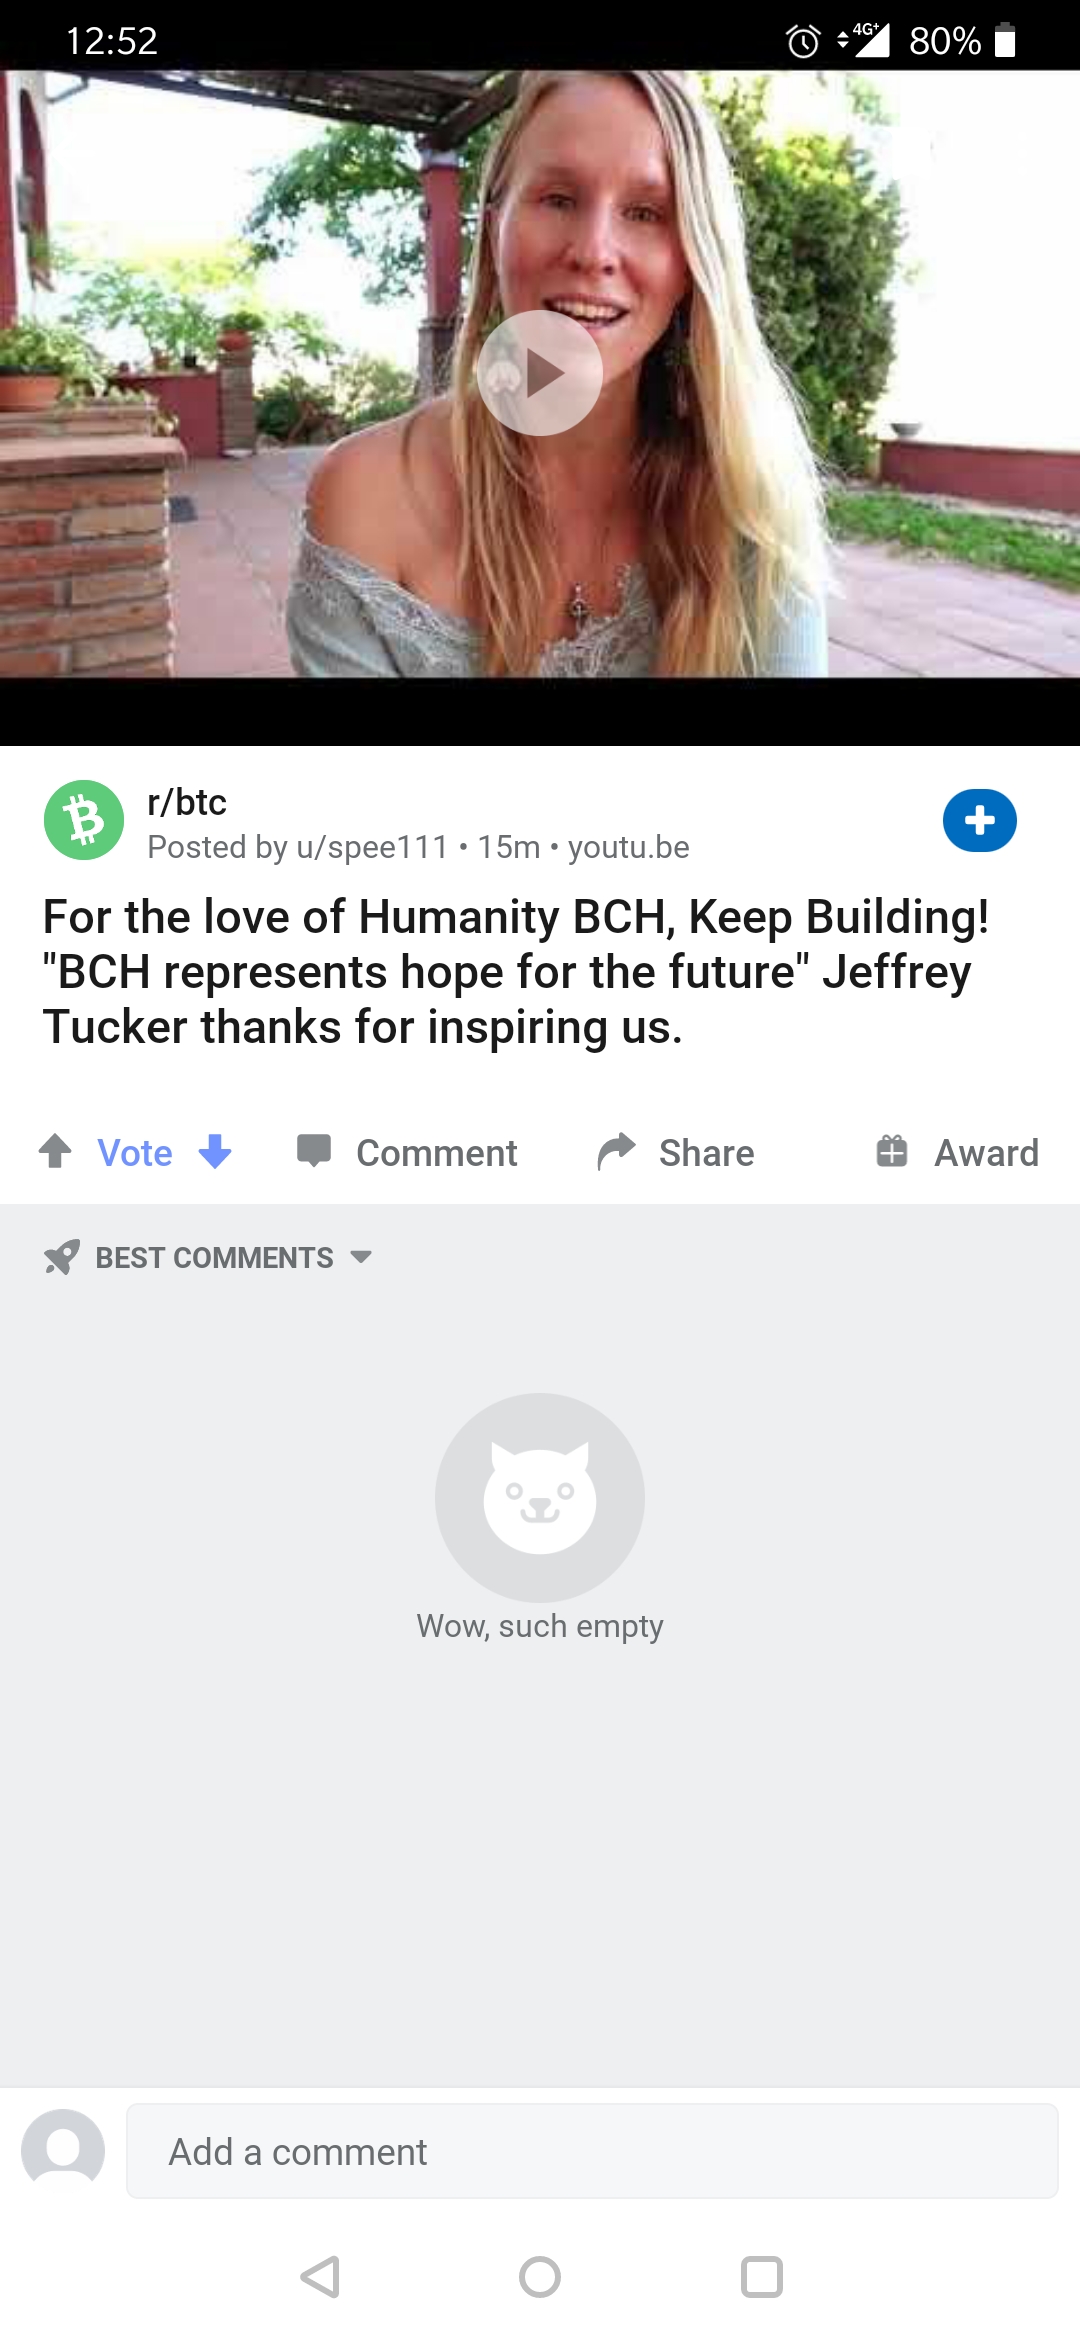 12:52
4G+ 80%
r/btc
Posted by u/spee111 • 15m • youtu.be
For the love of Humanity BCH, Keep Building!
"BCH represents hope for the future" Jeffrey
Tucker thanks for inspiring us.
Vote Comment Share Award
BEST COMMENTS
Wow, such empty
Add a comment